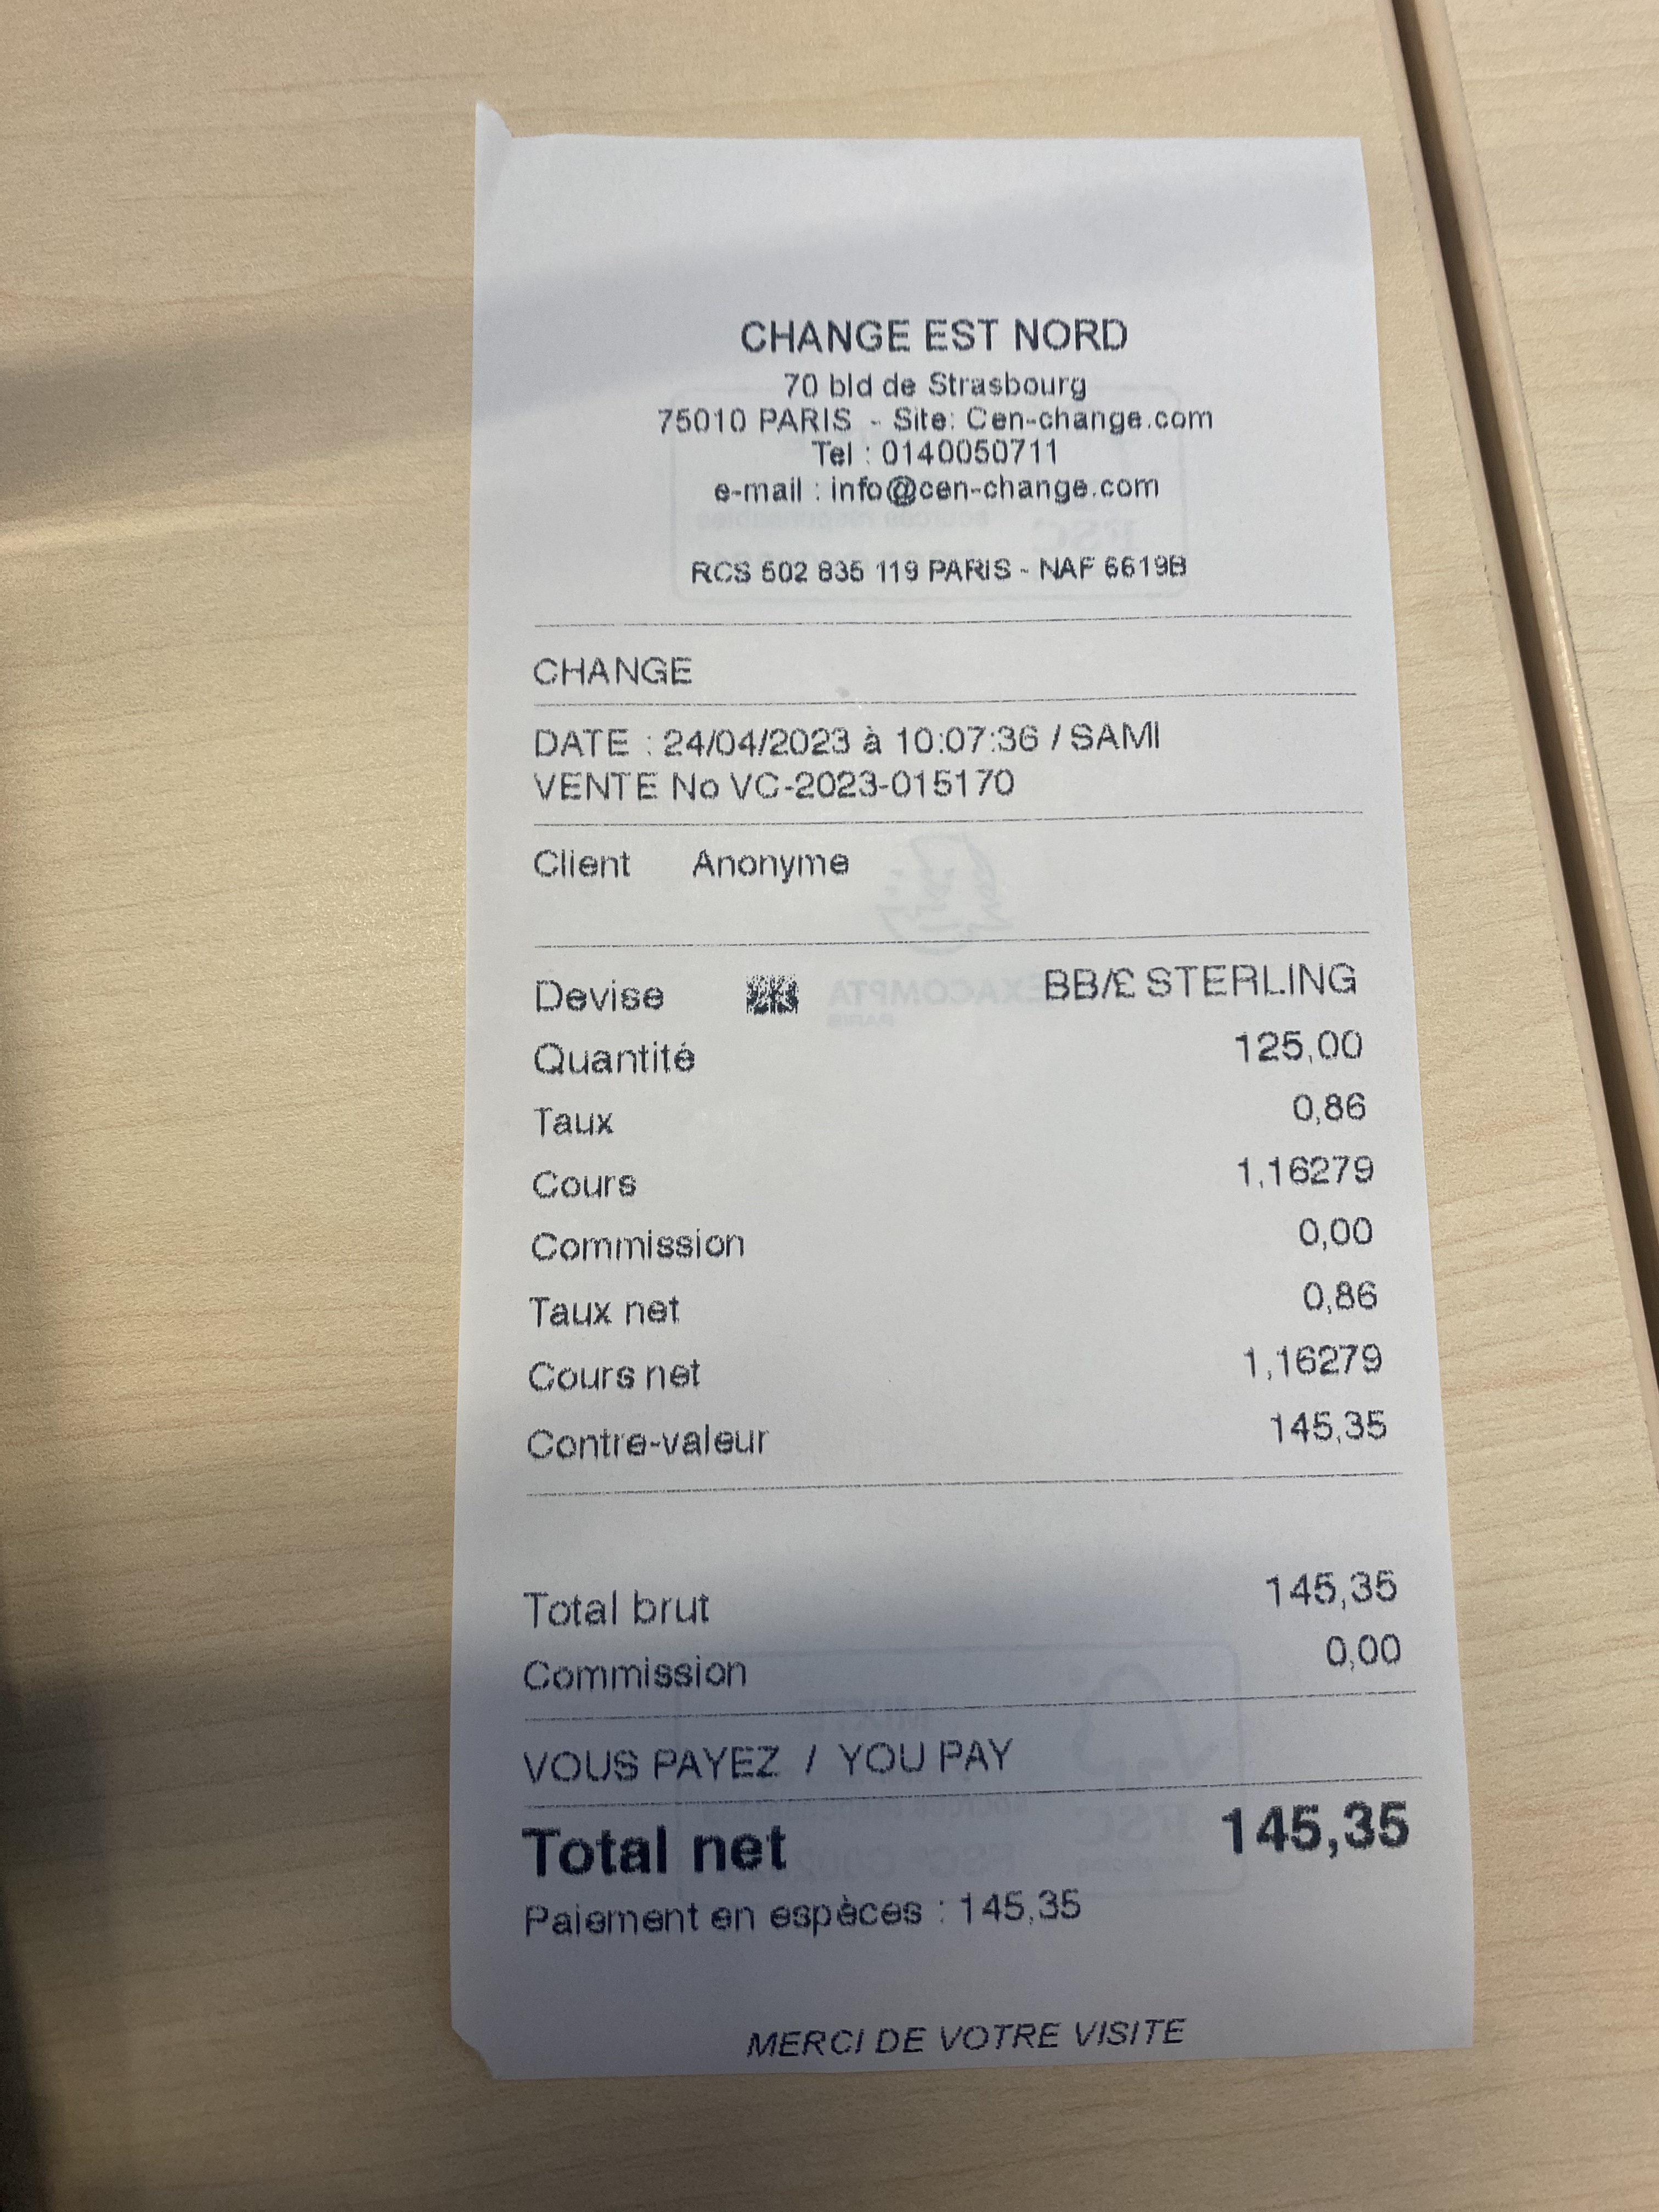 CHANGE EST NORD
70 bld de Strasbourg
75010 PARIS - Site: Cen-change.com
Tel : 0140050711
e-mail : info@cen-change.com
RCS 502 835 119 PARIS - NAF 6619B
CHANGE
DATE : 24/04/2023 à 10:07:36 / SAMI
VENTE No VC-2023-015170
Client Anonyme
Devise BB/£ STERLING
Quantité 125,00
Taux 0,86
Cours 1,16279
Commission 0,00
Taux net 0,86
Cours net 1,16279
Contre-valeur 145,35
Total brut 145,35
Commission 0,00
VOUS PAYEZ / YOU PAY
Total net 145,35
Paiement en espèces : 145,35
MERCI DE VOTRE VISITE